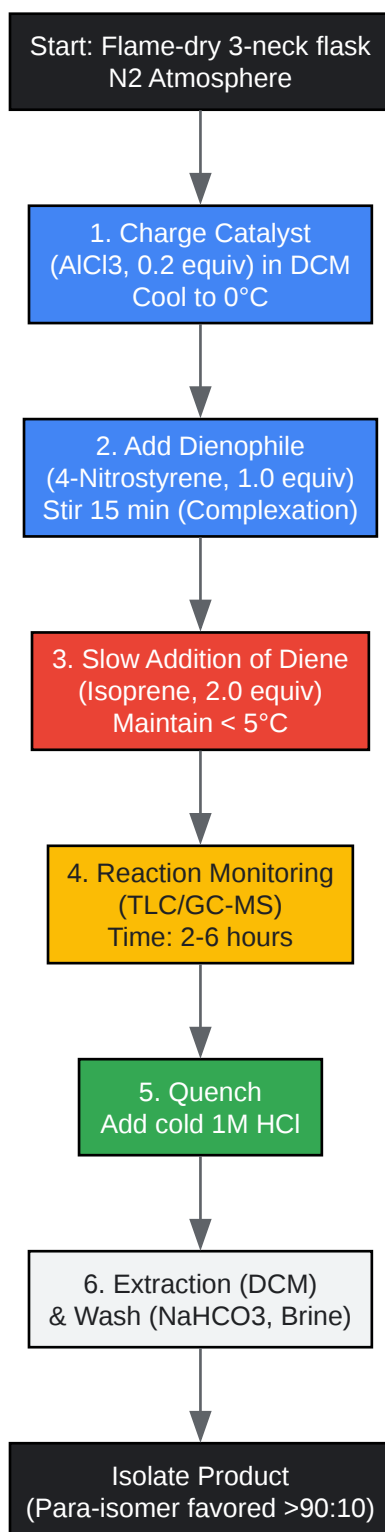 Start: Flame-dry 3-neck flask
N2 Atmosphere
1. Charge Catalyst
(AlCl3, 0.2 equiv) in DCM
Cool to 0°C
2. Add Dienophile
(4-Nitrostyrene, 1.0 equiv)
Stir 15 min (Complexation)
3. Slow Addition of Diene
(Isoprene, 2.0 equiv)
Maintain < 5°C
4. Reaction Monitoring
(TLC/GC-MS)
Time: 2-6 hours
5. Quench
Add cold 1M HCl
6. Extraction (DCM)
& Wash (NaHCO3, Brine)
Isolate Product
(Para-isomer favored >90:10)